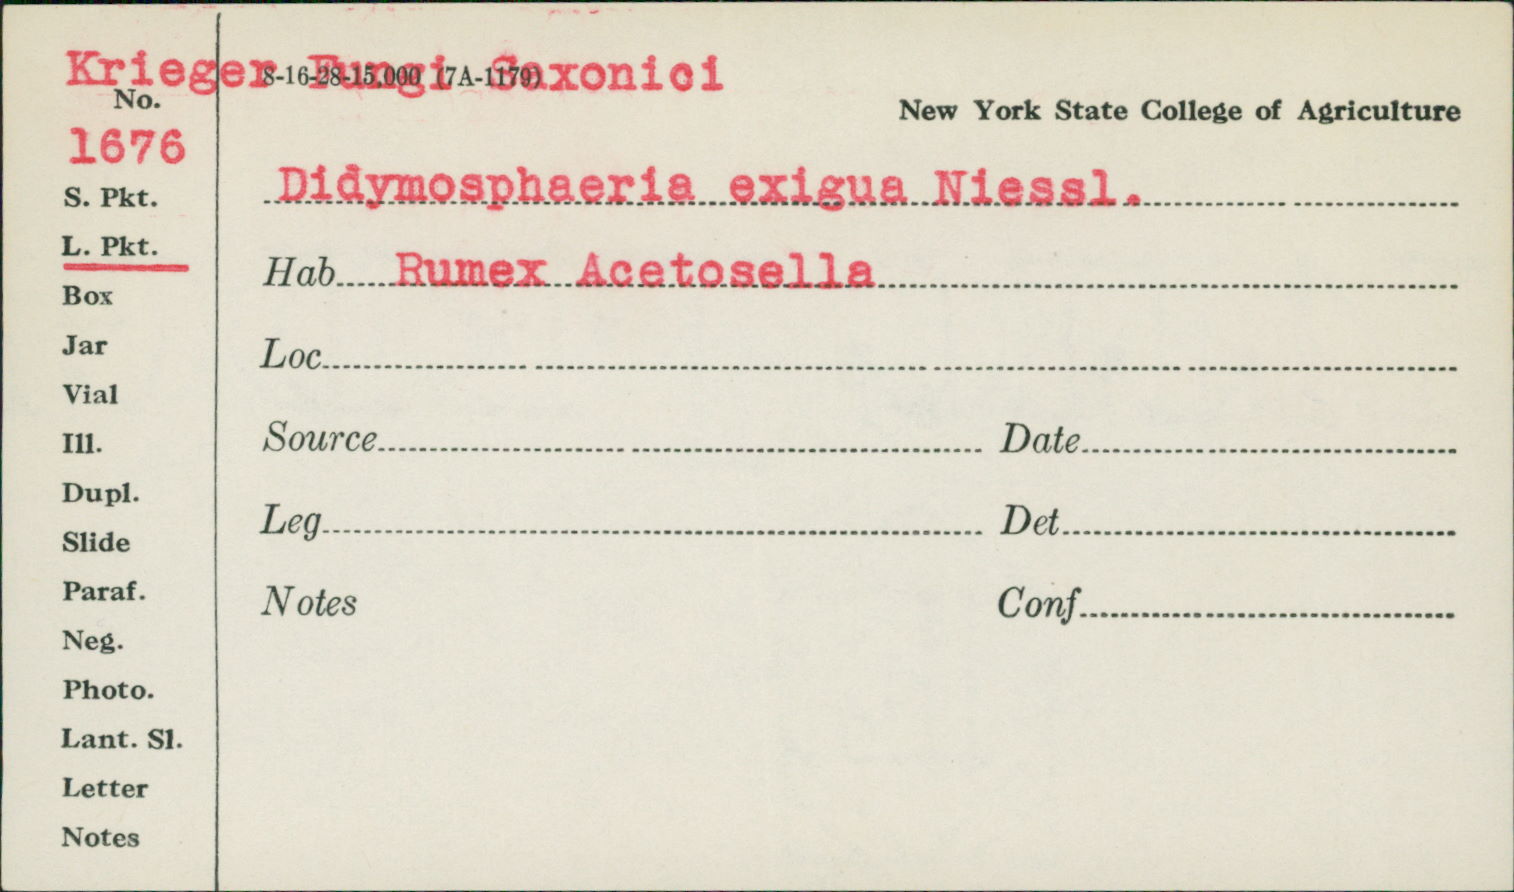 Krieger Fungi Saxonici
8-16-28-15,000 (7A-1179)
No.
New York State College of Agriculture
1676
Didymosphaeria exigua Niessl.
S. Pkt.
L. Pkt.
Hab. Rumex Acetosella
Box
Jar
Loc.
Vial
Ill.
Source Date
Dupl.
Leg. Det.
Slide
Paraf.
Notes Conf.
Neg.
Photo.
Lant. Sl.
Letter
Notes